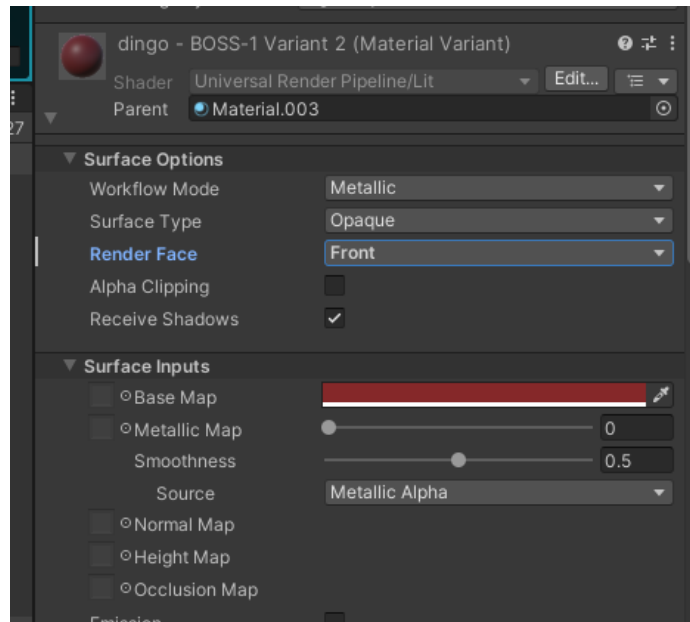 dingo - BOSS-1 Variant 2 (Material Variant)
Shader Universal Render Pipeline/Lit Edit...
Parent Material.003
27
Surface Options
Workflow Mode Metallic
Surface Type Opaque
Render Face Front
Alpha Clipping
Receive Shadows
Surface Inputs
Base Map
Metallic Map 0
Smoothness 0.5
Source Metallic Alpha
Normal Map
Height Map
Occlusion Map
Emission